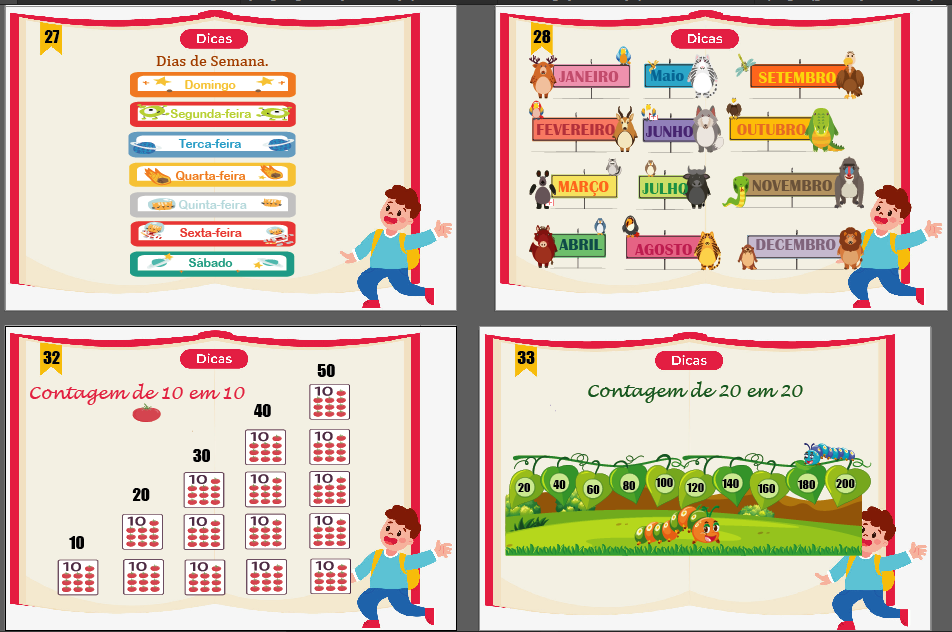 27
Dicas
Dias de Semana.
Domingo
Segunda-feira
Terca-feira
Quarta-feira
Quinta-feira
Sexta-feira
Sábado
28
Dicas
JANEIRO
Maio
SETEMBRO
FEVEREIRO
JUNHO
OUTUBRO
MARÇO
JULHO
NOVEMBRO
ABRIL
AGOSTO
DECEMBRO
32
Dicas
Contagem de 10 em 10
50
10
40
10
10
30
10
10
10
20
10
10
10
10
10
10
10
10
10
10
33
Dicas
Contagem de 20 em 20
20 40 60 80 100 120 140 160 180 200